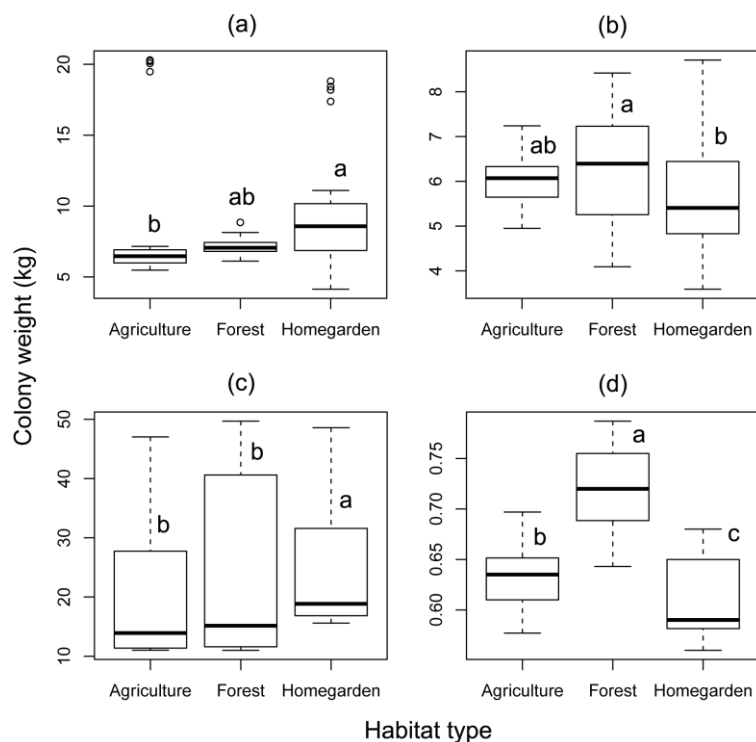 (a)
20
15
10
5
b
ab
a
Agriculture Forest Homegarden
(b)
8
7
6
5
4
ab
a
b
Agriculture Forest Homegarden
(c)
50
40
30
20
10
b
b
a
Agriculture Forest Homegarden
(d)
0.75
0.70
0.65
0.60
b
a
c
Agriculture Forest Homegarden
Colony weight (kg)
Habitat type